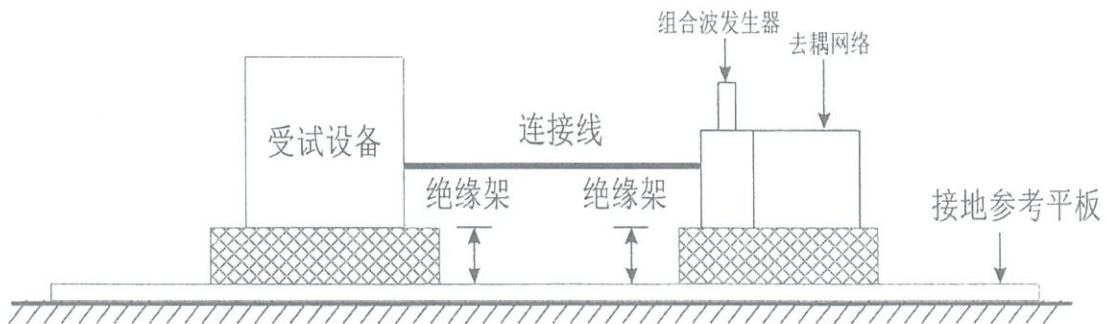 组合波发生器
去耦网络
受试设备
连接线
绝缘架
绝缘架
接地参考平板